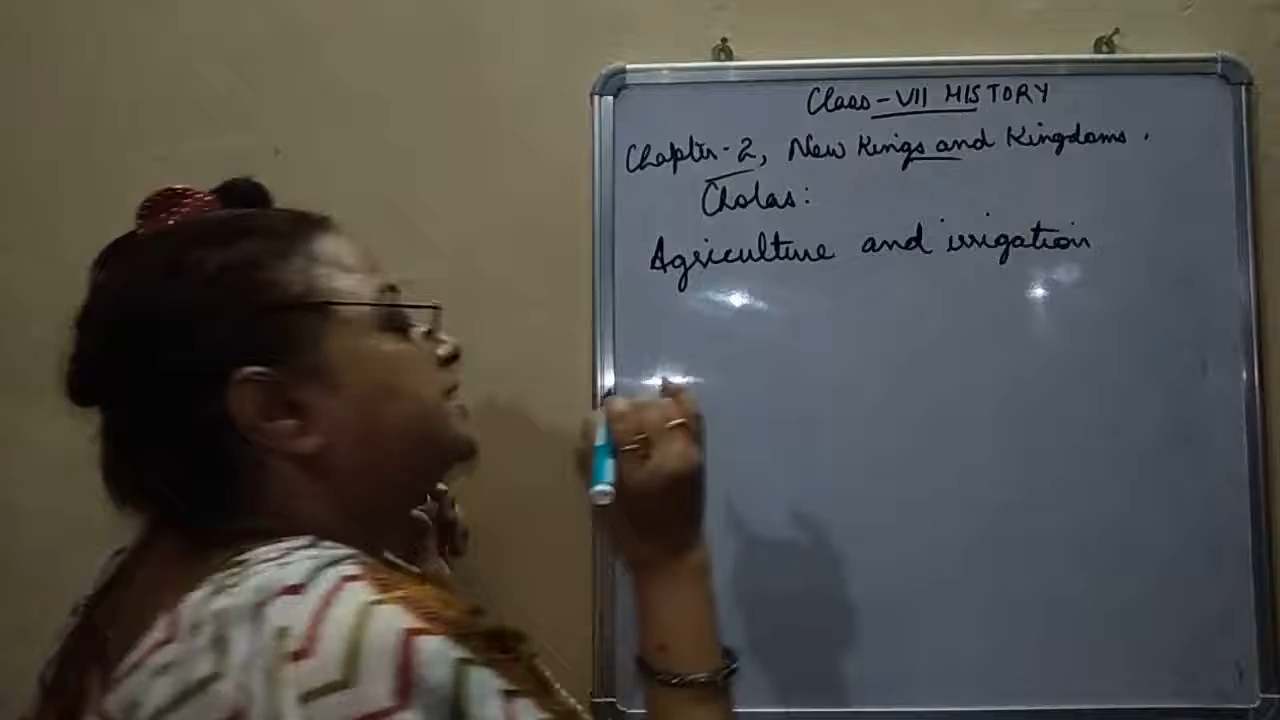 Class-VII HISTORY
Chapter-2, New Kings and Kingdoms.
Cholas:
Agriculture and irrigation